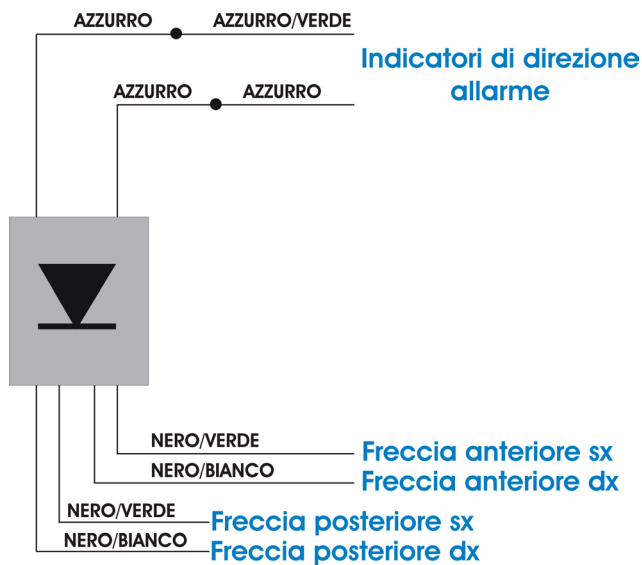 AZZURRO AZZURRO/VERDE
Indicatori di direzione
allarme
AZZURRO AZZURRO
NERO/VERDE Freccia anteriore sx
NERO/BIANCO Freccia anteriore dx
NERO/VERDE Freccia posteriore sx
NERO/BIANCO Freccia posteriore dx